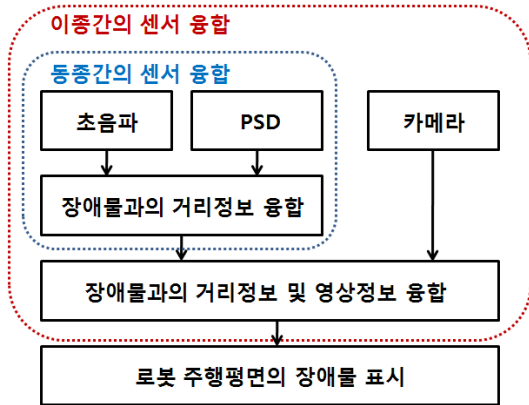 이종간의 센서 융합
동종간의 센서 융합
초음파
PSD
카메라
장애물과의 거리정보 융합
장애물과의 거리정보 및 영상정보 융합
로봇 주행평면의 장애물 표시